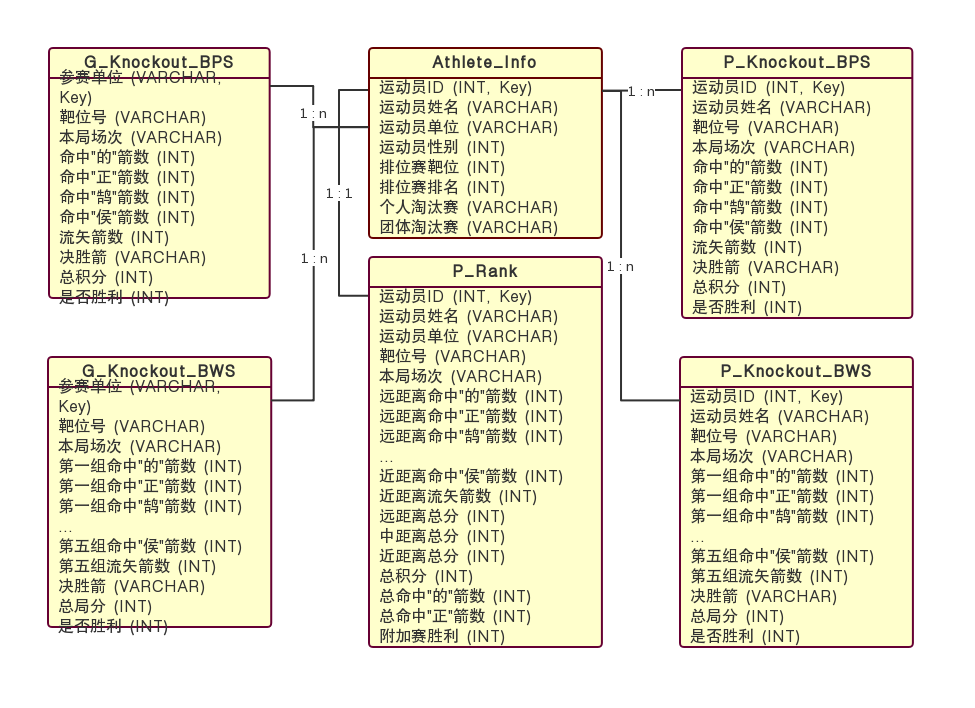 G_Knockout_BPS
参赛单位 (VARCHAR,
Key)
靶位号 (VARCHAR)
本局场次 (VARCHAR)
命中"的"箭数 (INT)
命中"正"箭数 (INT)
命中"鹄"箭数 (INT)
命中"侯"箭数 (INT)
流矢箭数 (INT)
决胜箭 (VARCHAR)
总积分 (INT)
是否胜利 (INT)
1 : n
Athlete_Info
运动员ID (INT, Key)
运动员姓名 (VARCHAR)
运动员单位 (VARCHAR)
运动员性别 (INT)
排位赛靶位 (INT)
排位赛排名 (INT)
个人淘汰赛 (VARCHAR)
团体淘汰赛 (VARCHAR)
1 : n
P_Knockout_BPS
运动员ID (INT, Key)
运动员姓名 (VARCHAR)
靶位号 (VARCHAR)
本局场次 (VARCHAR)
命中"的"箭数 (INT)
命中"正"箭数 (INT)
命中"鹄"箭数 (INT)
命中"侯"箭数 (INT)
流矢箭数 (INT)
决胜箭 (VARCHAR)
总积分 (INT)
是否胜利 (INT)
1 : 1
1 : n
1 : n
G_Knockout_BWS
参赛单位 (VARCHAR,
Key)
靶位号 (VARCHAR)
本局场次 (VARCHAR)
第一组命中"的"箭数 (INT)
第一组命中"正"箭数 (INT)
第一组命中"鹄"箭数 (INT)
...
第五组命中"侯"箭数 (INT)
第五组流矢箭数 (INT)
决胜箭 (VARCHAR)
总局分 (INT)
是否胜利 (INT)
P_Rank
运动员ID (INT, Key)
运动员姓名 (VARCHAR)
运动员单位 (VARCHAR)
靶位号 (VARCHAR)
本局场次 (VARCHAR)
远距离命中"的"箭数 (INT)
远距离命中"正"箭数 (INT)
远距离命中"鹄"箭数 (INT)
...
近距离命中"侯"箭数 (INT)
近距离流矢箭数 (INT)
远距离总分 (INT)
中距离总分 (INT)
近距离总分 (INT)
总积分 (INT)
总命中"的"箭数 (INT)
总命中"正"箭数 (INT)
附加赛胜利 (INT)
P_Knockout_BWS
运动员ID (INT, Key)
运动员姓名 (VARCHAR)
靶位号 (VARCHAR)
本局场次 (VARCHAR)
第一组命中"的"箭数 (INT)
第一组命中"正"箭数 (INT)
第一组命中"鹄"箭数 (INT)
...
第五组命中"侯"箭数 (INT)
第五组流矢箭数 (INT)
决胜箭 (VARCHAR)
总局分 (INT)
是否胜利 (INT)